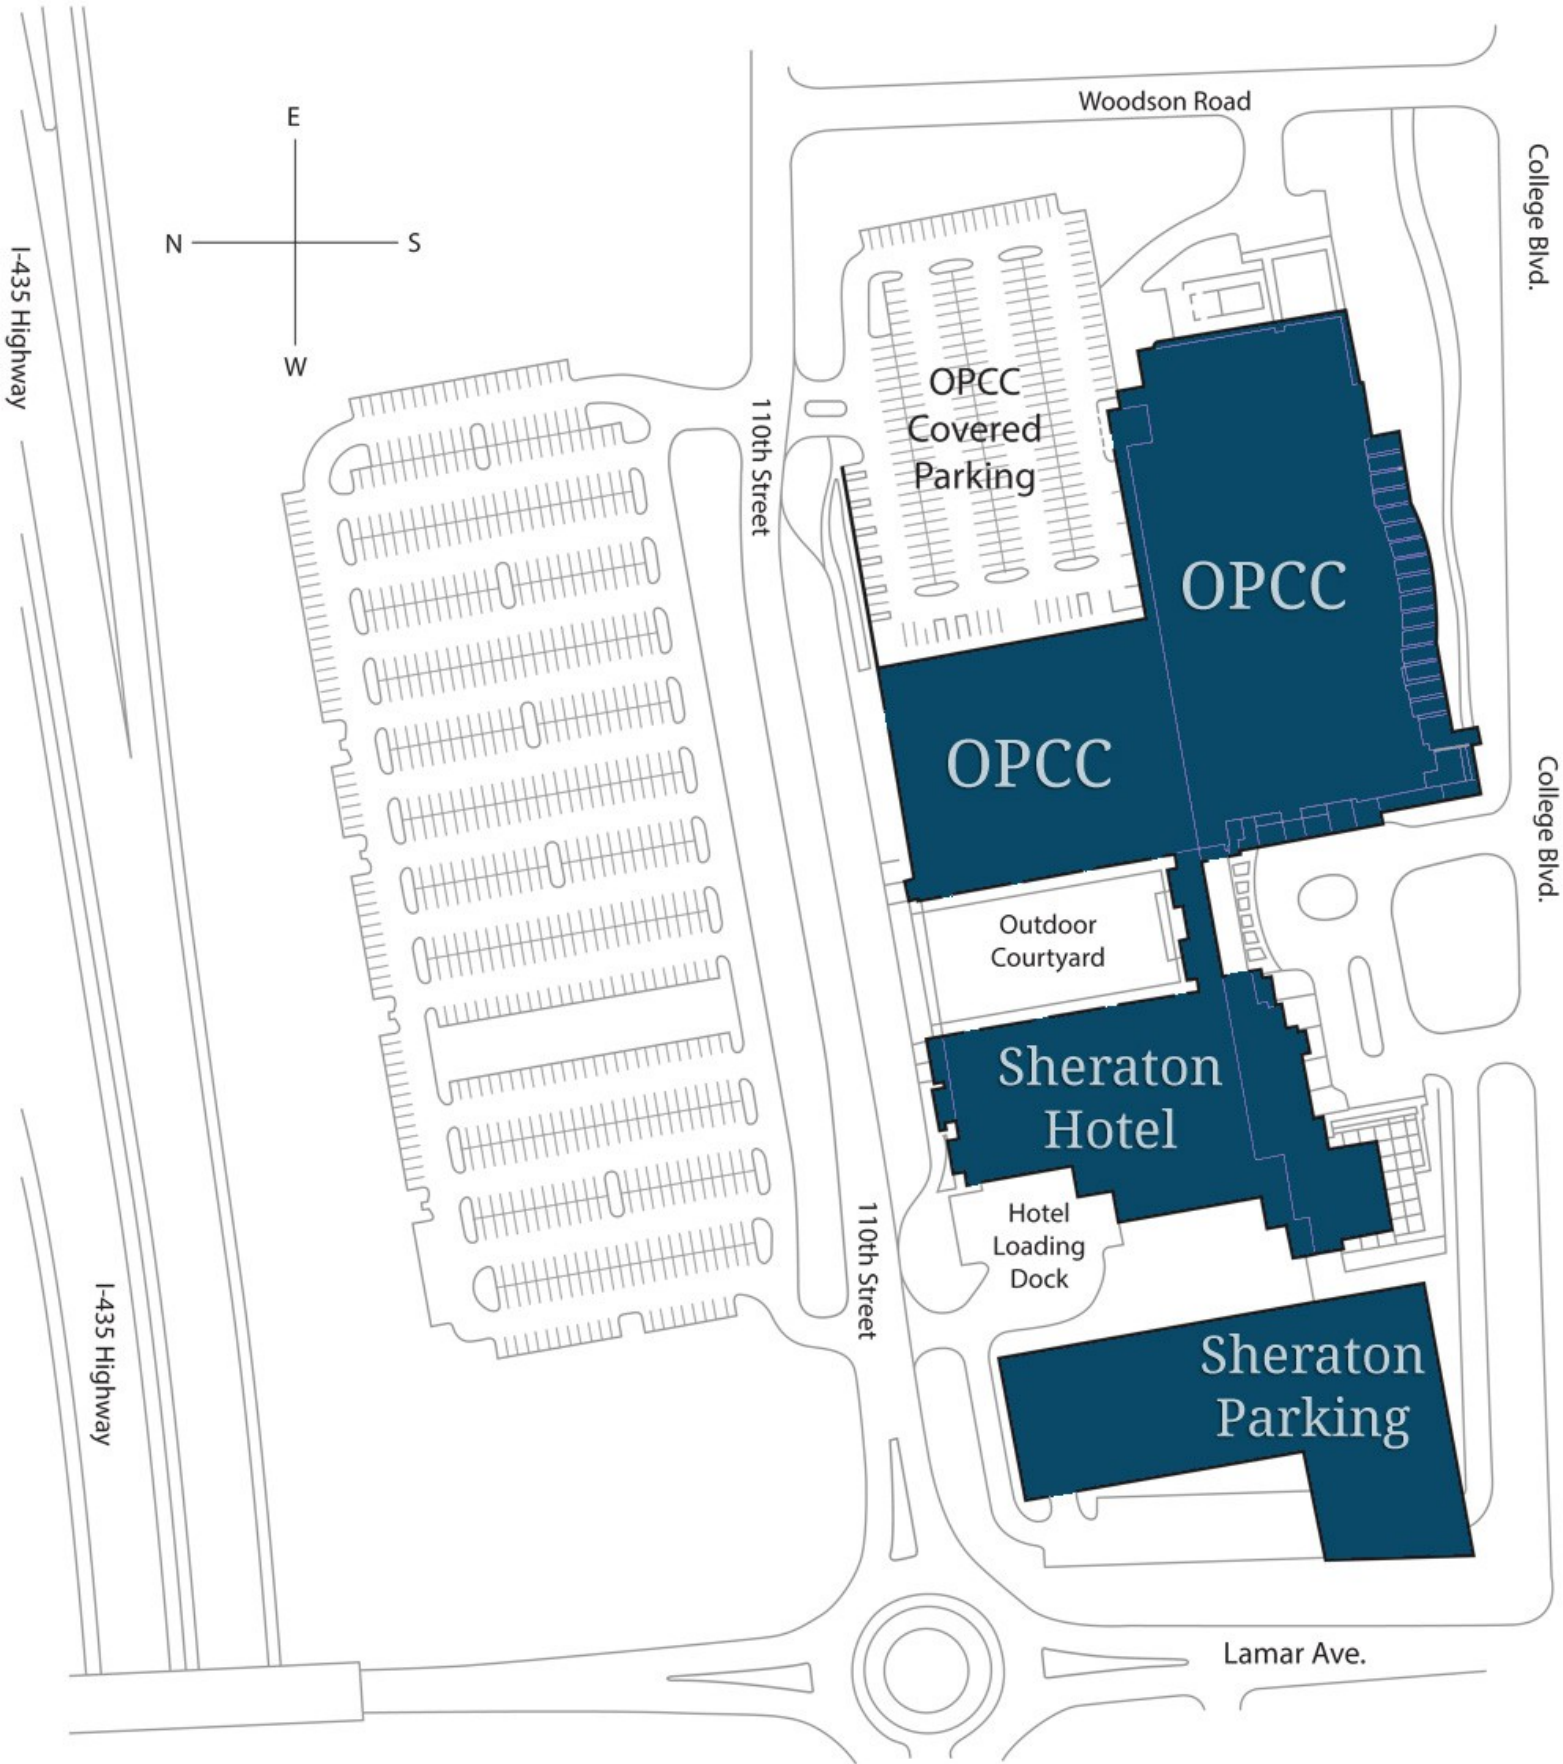 Woodson Road
E
College Blvd.
N
S
I-435 Highway
W
OPCC
Covered
Parking
110th Street
OPCC
OPCC
College Blvd.
Outdoor
Courtyard
Sheraton
Hotel
Hotel
Loading
Dock
110th Street
I-435 Highway
Sheraton
Parking
Lamar Ave.